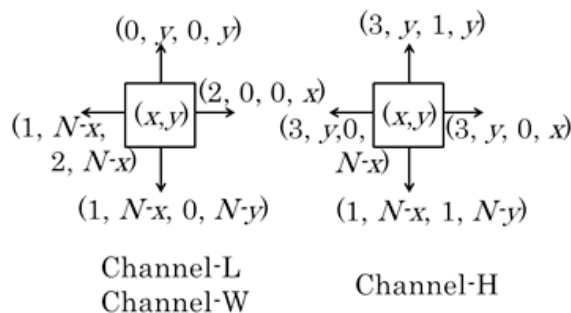 (0, y, 0, y)
(2, 0, 0, x)
(x,y)
(1, N-x,
2, N-x)
(1, N-x, 0, N-y)
Channel-L
Channel-W
(3, y, 1, y)
(x,y)
(3, y,0,
N-x)
(3, y, 0, x)
(1, N-x, 1, N-y)
Channel-H